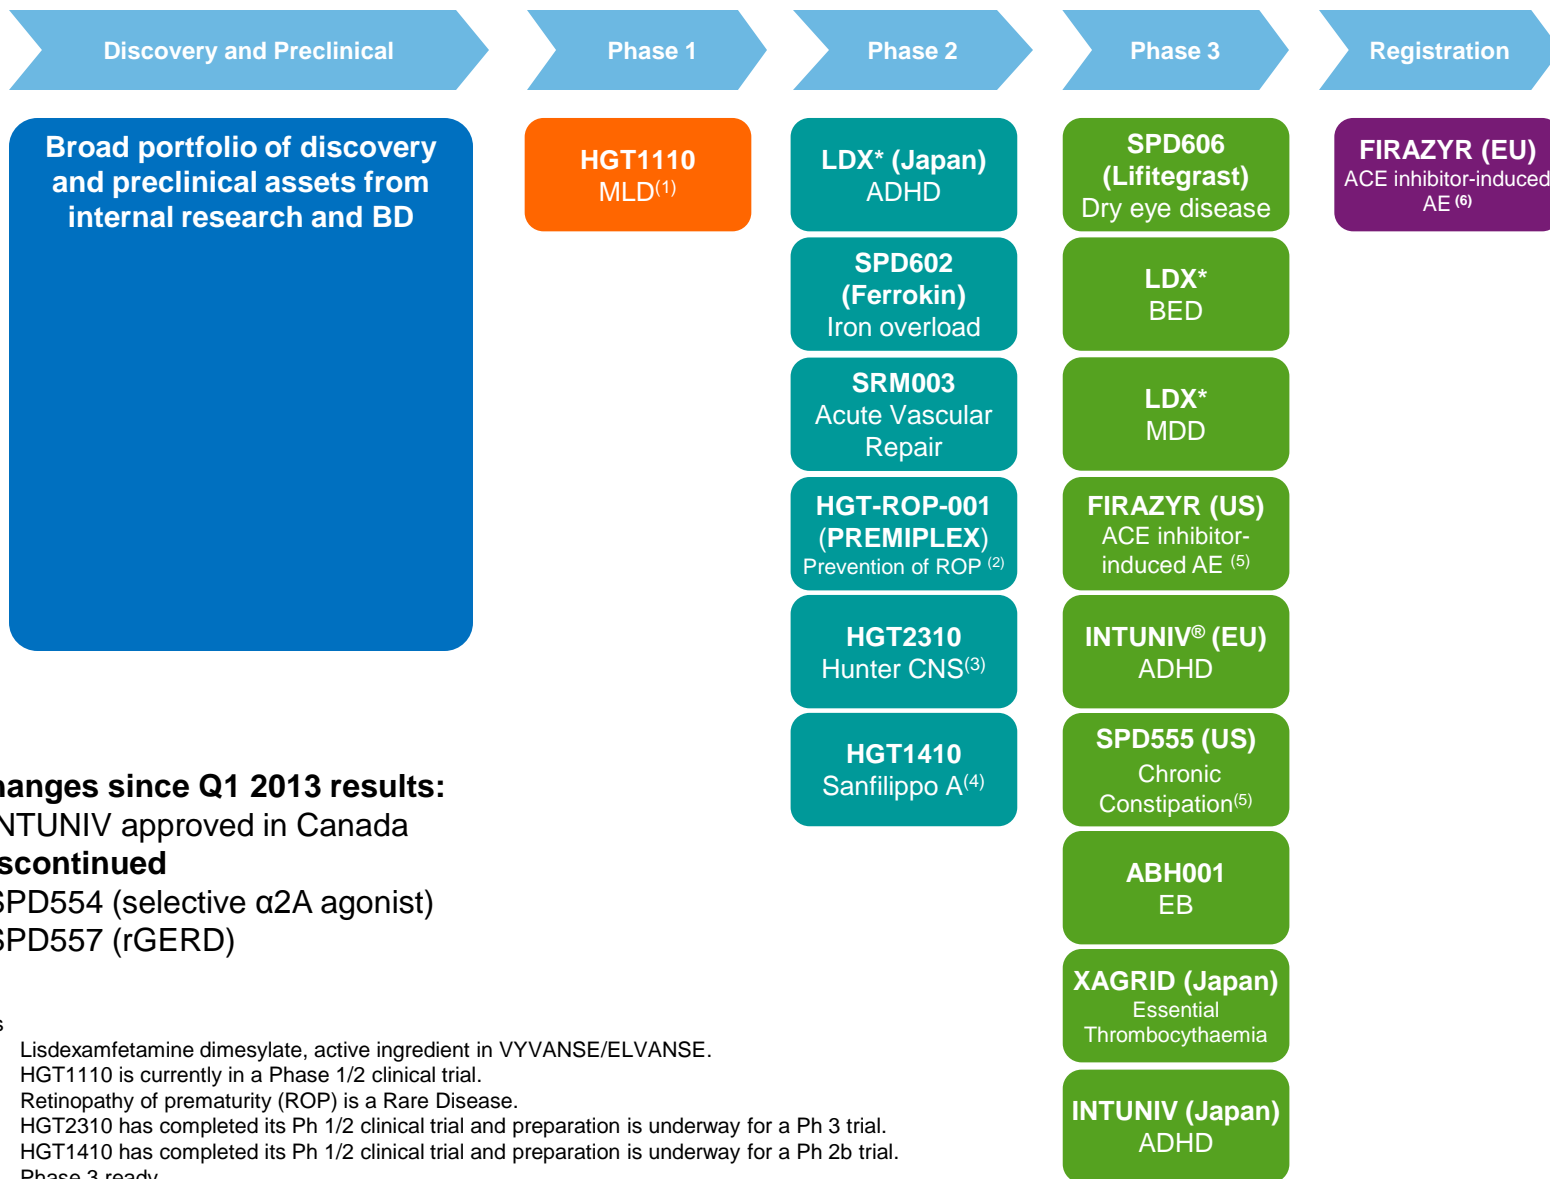 Discovery and Preclinical
Phase 1
Phase 2
Phase 3
Registration
Broad portfolio of discovery
and preclinical assets from
internal research and BD
HGT1110
MLD(1)
LDX* (Japan)
ADHD
SPD602
(Ferrokin)
Iron overload
SRM003
Acute Vascular
Repair
HGT-ROP-001
(PREMIPLEX)
Prevention of ROP (2)
HGT2310
Hunter CNS(3)
HGT1410
Sanfilippo A(4)
SPD606
(Lifitegrast)
Dry eye disease
LDX*
BED
LDX*
MDD
FIRAZYR (US)
ACE inhibitor-
induced AE (5)
INTUNIV® (EU)
ADHD
SPD555 (US)
Chronic
Constipation(5)
ABH001
EB
XAGRID (Japan)
Essential
Thrombocythaemia
INTUNIV (Japan)
ADHD
FIRAZYR (EU)
ACE inhibitor-induced
AE (6)
hanges since Q1 2013 results:
NTUNIV approved in Canada
scontinued
SPD554 (selective α2A agonist)
SPD557 (rGERD)
s
Lisdexamfetamine dimesylate, active ingredient in VYVANSE/ELVANSE.
HGT1110 is currently in a Phase 1/2 clinical trial.
Retinopathy of prematurity (ROP) is a Rare Disease.
HGT2310 has completed its Ph 1/2 clinical trial and preparation is underway for a Ph 3 trial.
HGT1410 has completed its Ph 1/2 clinical trial and preparation is underway for a Ph 2b trial.
Phase 3 ready